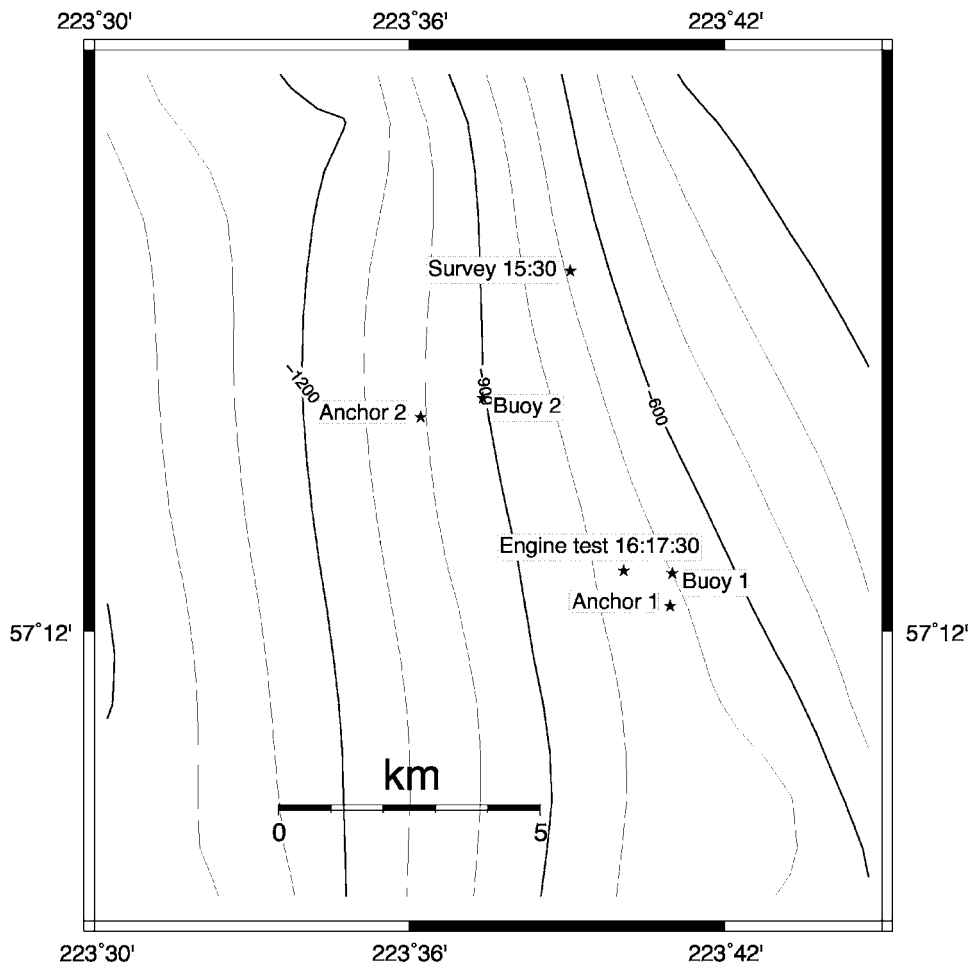 223˚30' 223˚36' 223˚42'
Survey 15:30
-1200
-900
-600
Anchor 2
Buoy 2
Engine test 16:17:30
Buoy 1
Anchor 1
57˚12' 57˚12'
km
0 5
223˚30' 223˚36' 223˚42'